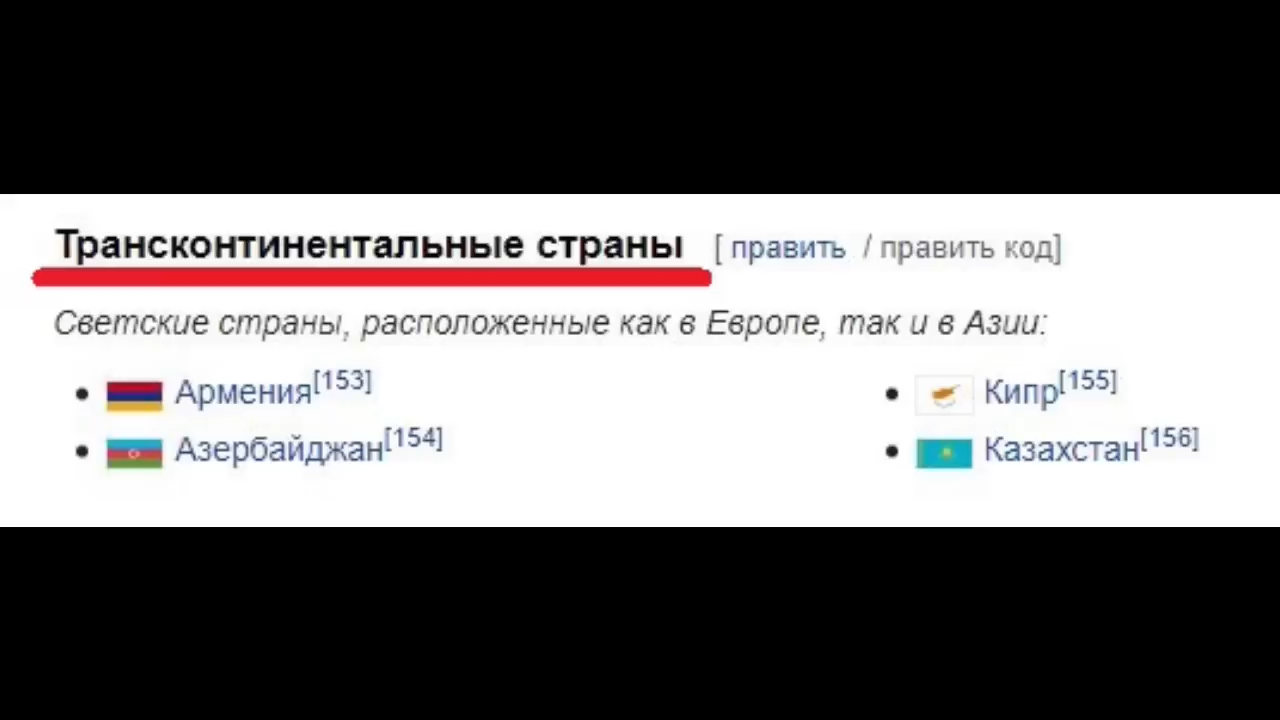 Трансконтинентальные страны [ править / править код]
Светские страны, расположенные как в Европе, так и в Азии:
• Армения[153]
• Азербайджан[154]
• Кипр[155]
• Казахстан[156]